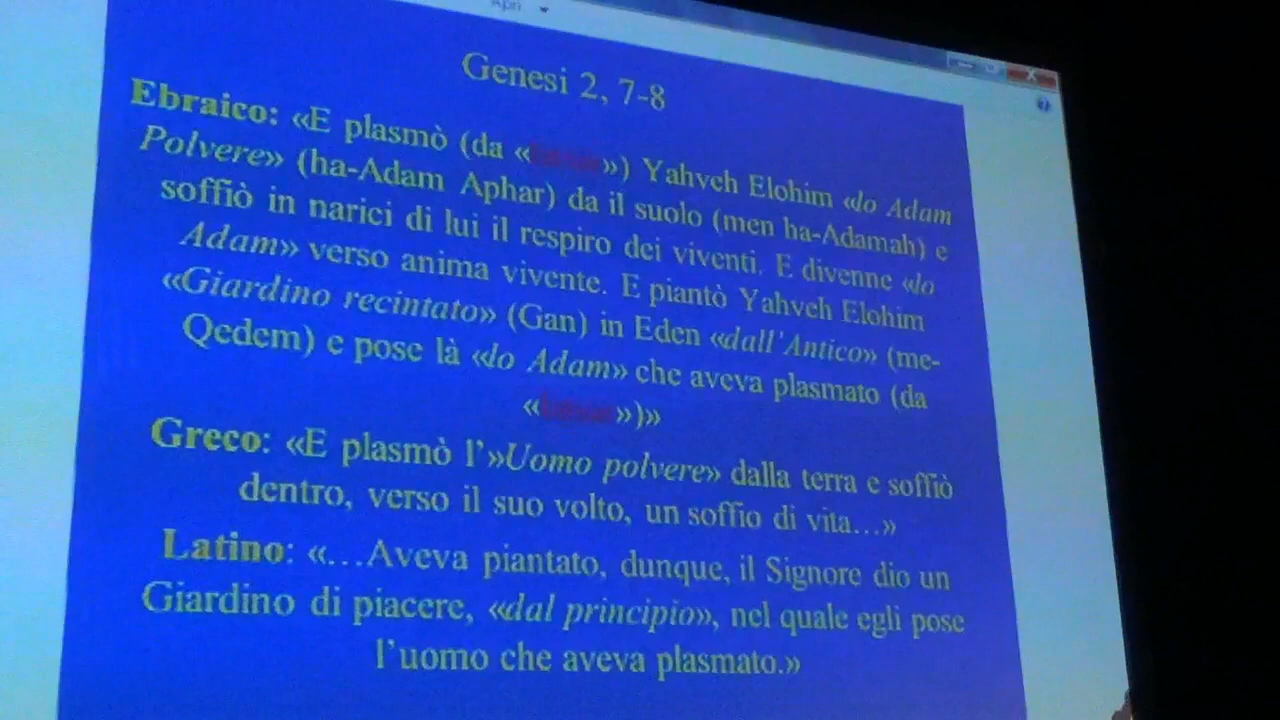 Apri
Genesi 2, 7-8
Ebraico: «E plasmò (da « ») Yahveh Elohim «lo Adam
Polvere» (ha-Adam Aphar) da il suolo (men ha-Adamah) e
soffiò in narici di lui il respiro dei viventi. E divenne «lo
Adam» verso anima vivente. E piantò Yahveh Elohim
«Giardino recintato» (Gan) in Eden «dall'Antico» (me-
Qedem) e pose là «lo Adam» che aveva plasmato (da
« »)»
Greco: «E plasmò l'»Uomo polvere» dalla terra e soffiò
dentro, verso il suo volto, un soffio di vita…»
Latino: «…Aveva piantato, dunque, il Signore dio un
Giardino di piacere, «dal principio», nel quale egli pose
l'uomo che aveva plasmato.»